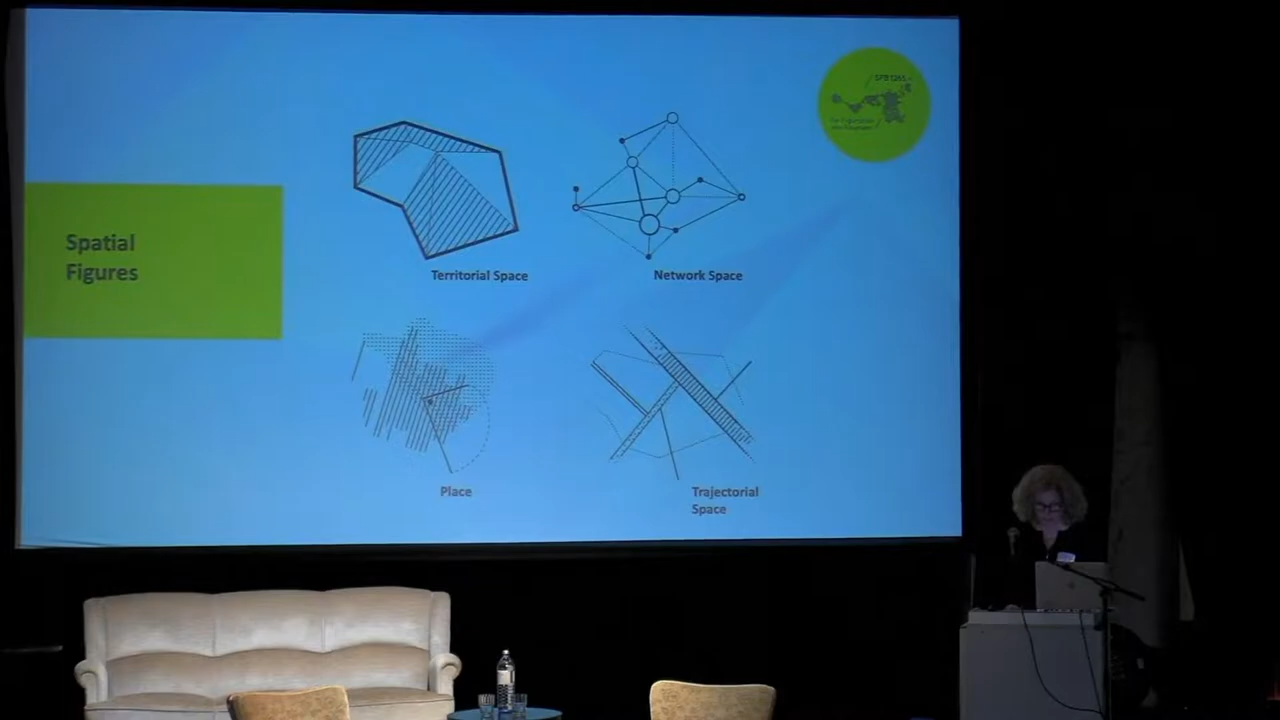 Spatial
Figures
SFB 1265
Territorial Space
Network Space
Place
Trajectorial
Space